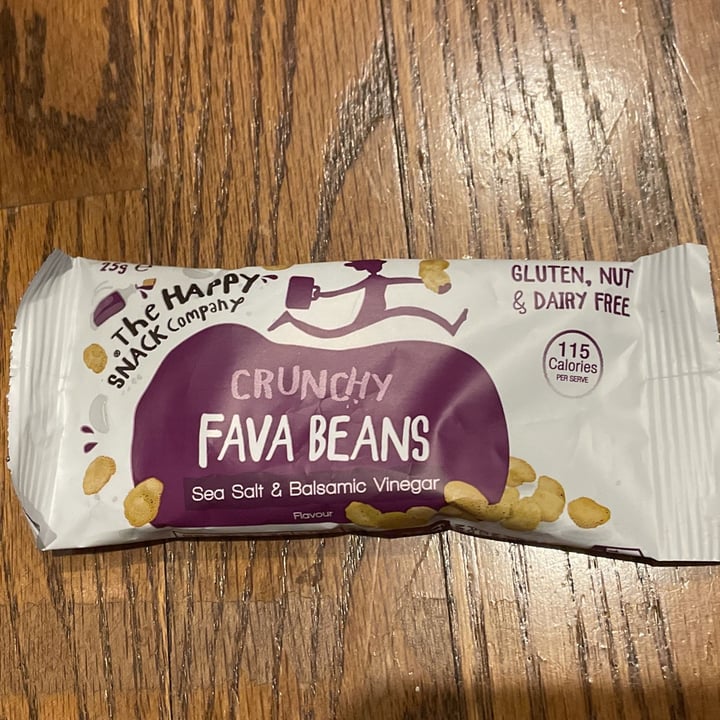 25g e
The HAPPY
SNACK Company
GLUTEN, NUT
& DAIRY FREE
115
Calories
PER SERVE
CRUNCHY
FAVA BEANS
Sea Salt & Balsamic Vinegar
Flavour